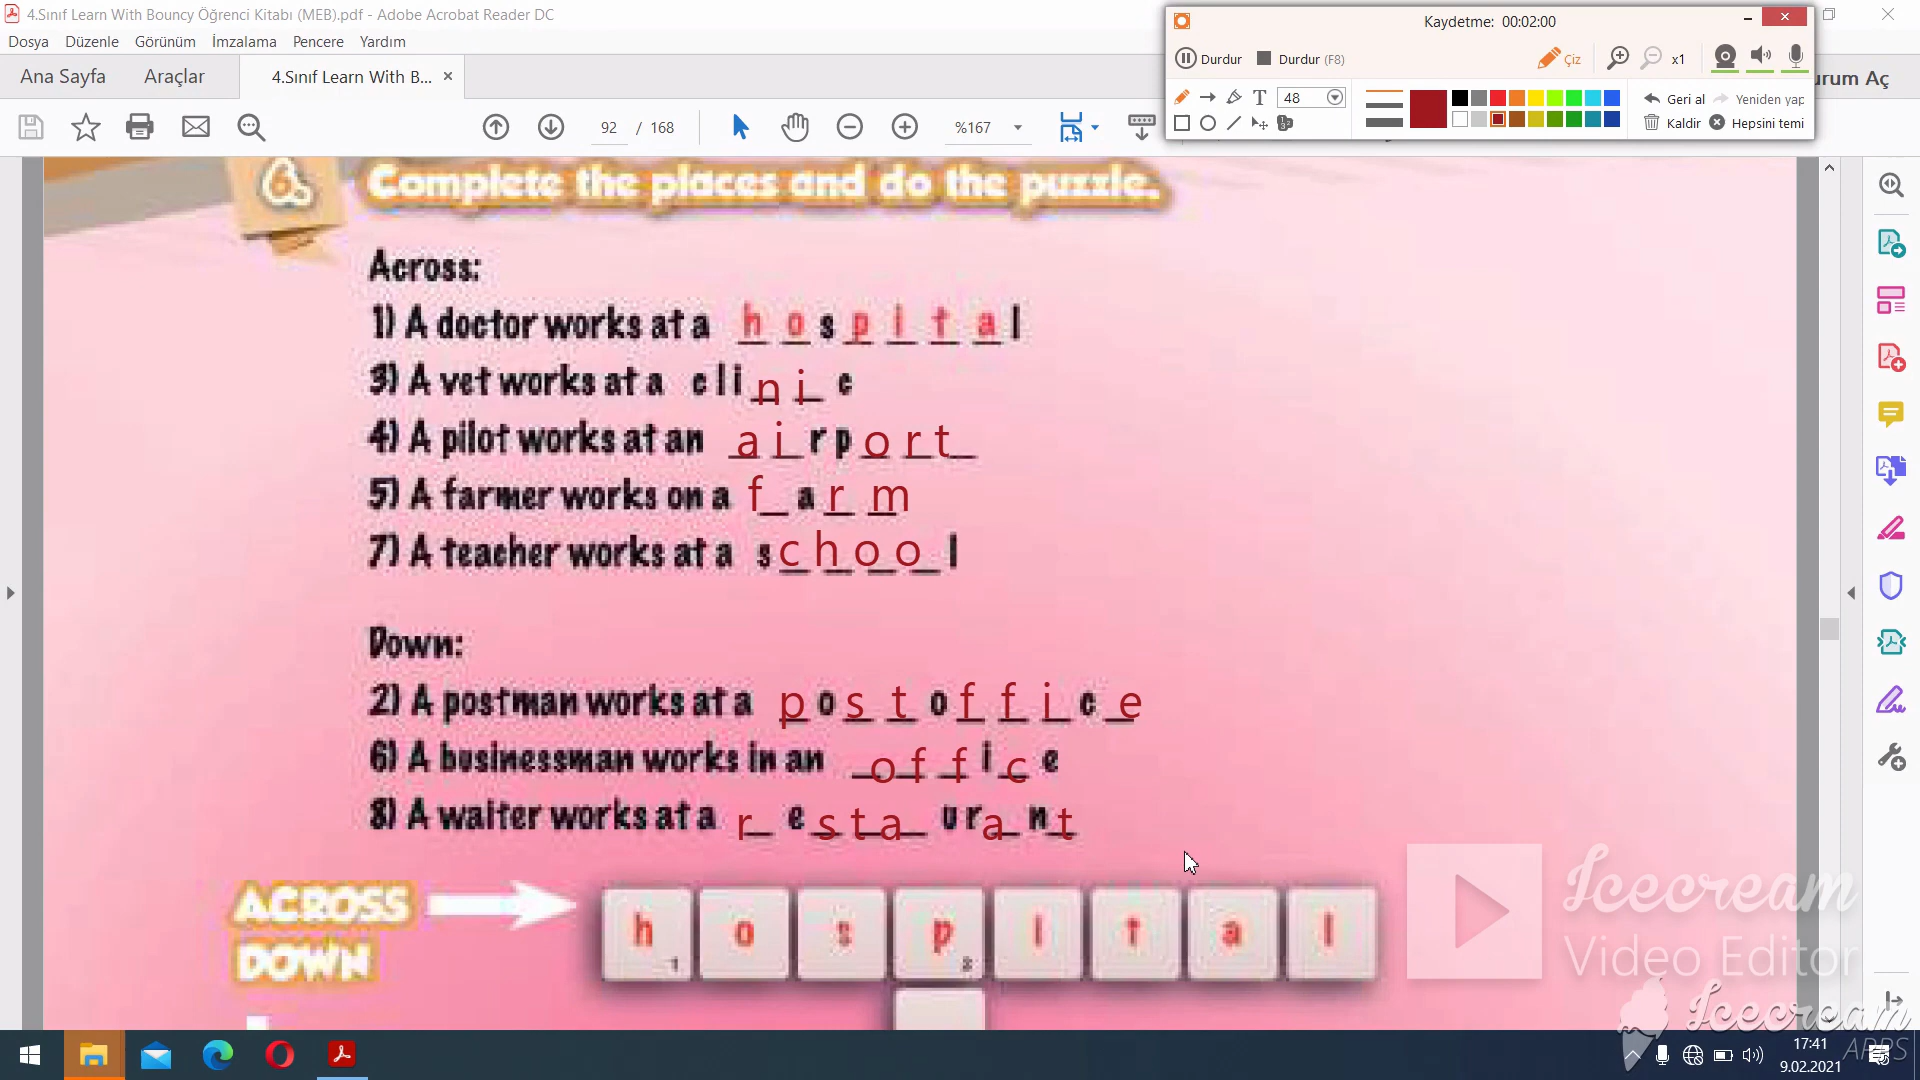 4.Sınıf Learn With Bouncy Öğrenci Kitabı (MEB).pdf - Adobe Acrobat Reader DC
Dosya Düzenle Görünüm İmzalama Pencere Yardım
Ana Sayfa Araçlar 4.Sınıf Learn With B... × urum Aç
92 / 168 %167
Kaydetme: 00:02:00
Durdur Durdur (F8) Çiz x1
T 48 Geri al Yeniden yap
Kaldır Hepsini temi
6. Complete the places and do the puzzle.
Across:
1) A doctor works at a h o s p i t a l
3) A vet works at a c l i n i c
4) A pilot works at an a i r p o r t
5) A farmer works on a f a r m
7) A teacher works at a s c h o o l
Down:
2) A postman works at a p o s t o f f i c e
6) A businessman works in an o f f i c e
8) A waiter works at a r e s t a u r a n t
ACROSS
DOWN
h o s p i t a l
1 2
Icecream
Video Editor
Icecream
APPS
17:41
9.02.2021